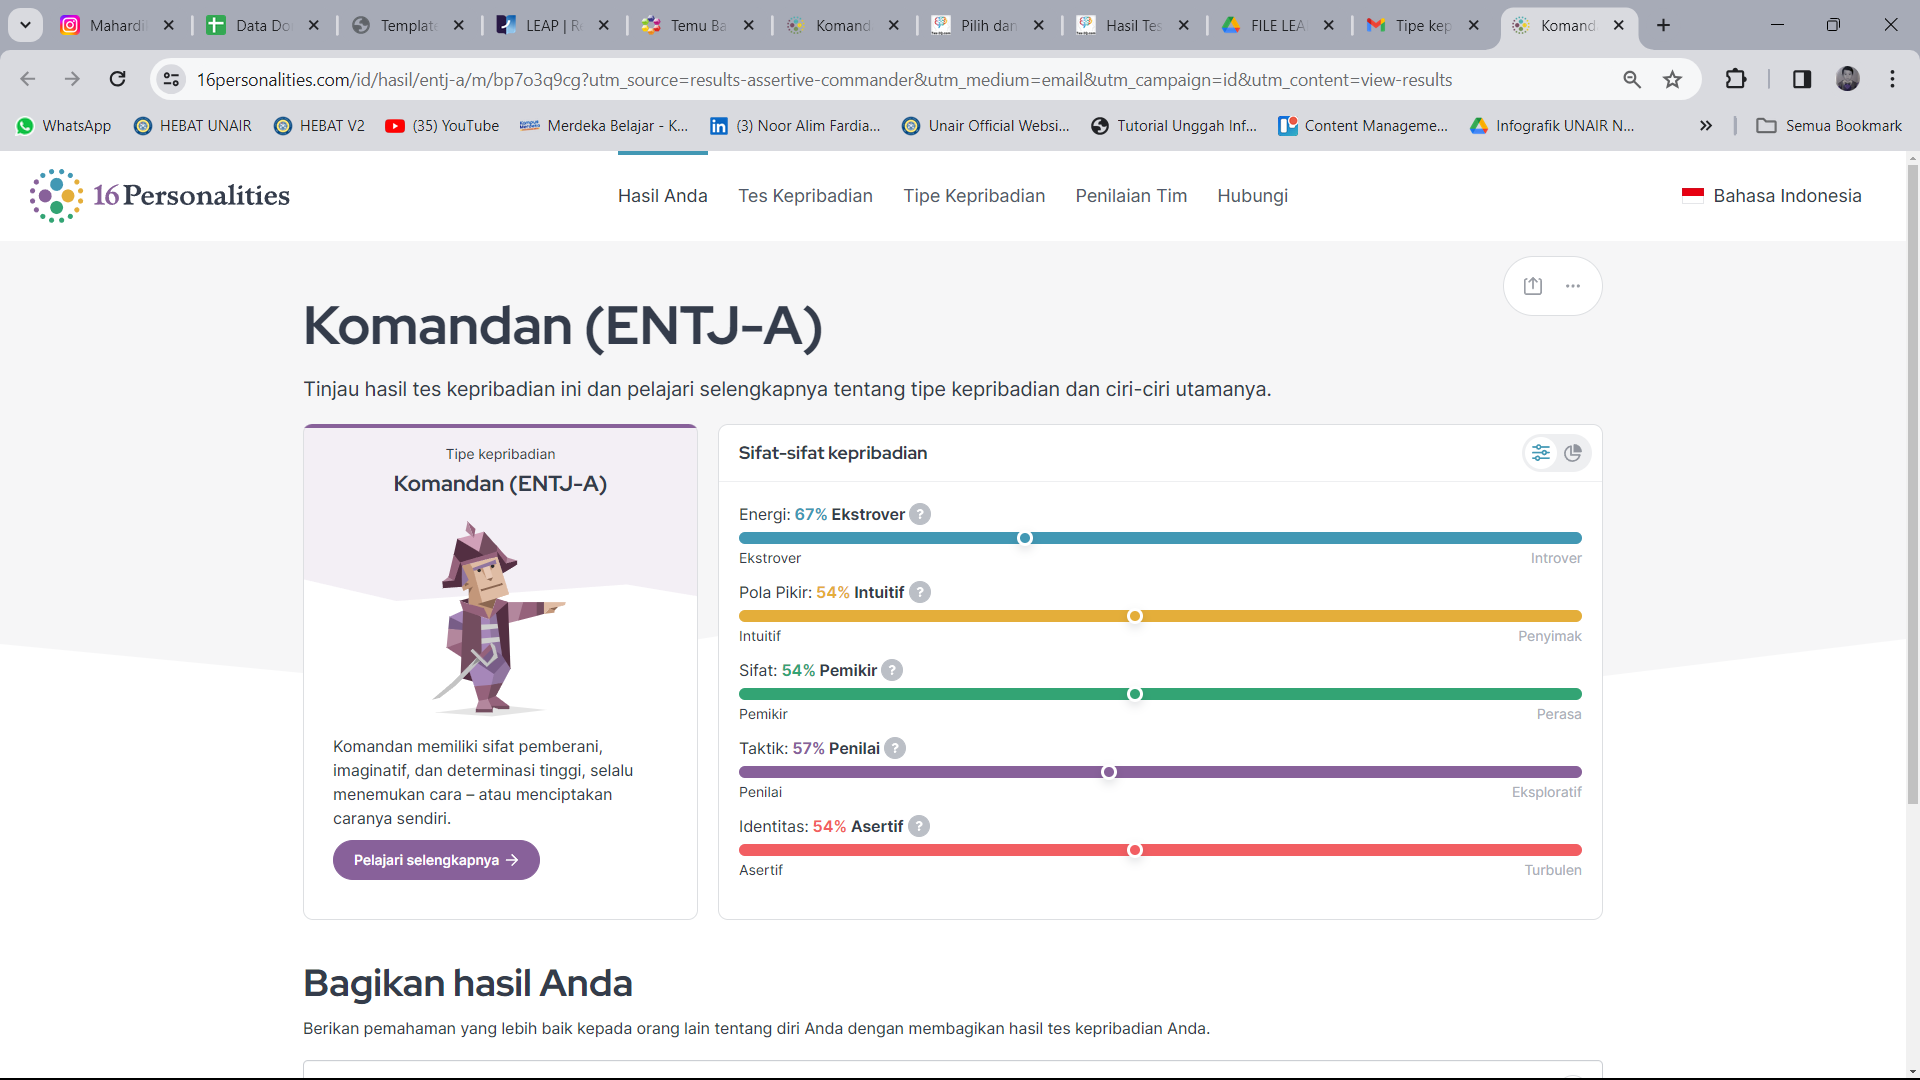 Mahardi
Data Do
Template
LEAP | R
Temu Ba
Komand
Pilih dan
Hasil Tes
FILE LEA
Tipe kep
Komand
16personalities.com/id/hasil/entj-a/m/bp7o3q9cg?utm_source=results-assertive-commander&utm_medium=email&utm_campaign=id&utm_content=view-results
WhatsApp
HEBAT UNAIR
HEBAT V2
(35) YouTube
Merdeka Belajar - K...
(3) Noor Alim Fardia...
Unair Official Websi...
Tutorial Unggah Inf...
Content Manageme...
Infografik UNAIR N...
Semua Bookmark
16Personalities
Hasil Anda
Tes Kepribadian
Tipe Kepribadian
Penilaian Tim
Hubungi
Bahasa Indonesia
Komandan (ENTJ-A)
Tinjau hasil tes kepribadian ini dan pelajari selengkapnya tentang tipe kepribadian dan ciri-ciri utamanya.
Tipe kepribadian
Komandan (ENTJ-A)
Komandan memiliki sifat pemberani,
imaginatif, dan determinasi tinggi, selalu
menemukan cara – atau menciptakan
caranya sendiri.
Pelajari selengkapnya →
Sifat-sifat kepribadian
Energi: 67% Ekstrover ?
Ekstrover
Introver
Pola Pikir: 54% Intuitif ?
Intuitif
Penyimak
Sifat: 54% Pemikir ?
Pemikir
Perasa
Taktik: 57% Penilai ?
Penilai
Eksploratif
Identitas: 54% Asertif ?
Asertif
Turbulen
Bagikan hasil Anda
Berikan pemahaman yang lebih baik kepada orang lain tentang diri Anda dengan membagikan hasil tes kepribadian Anda.